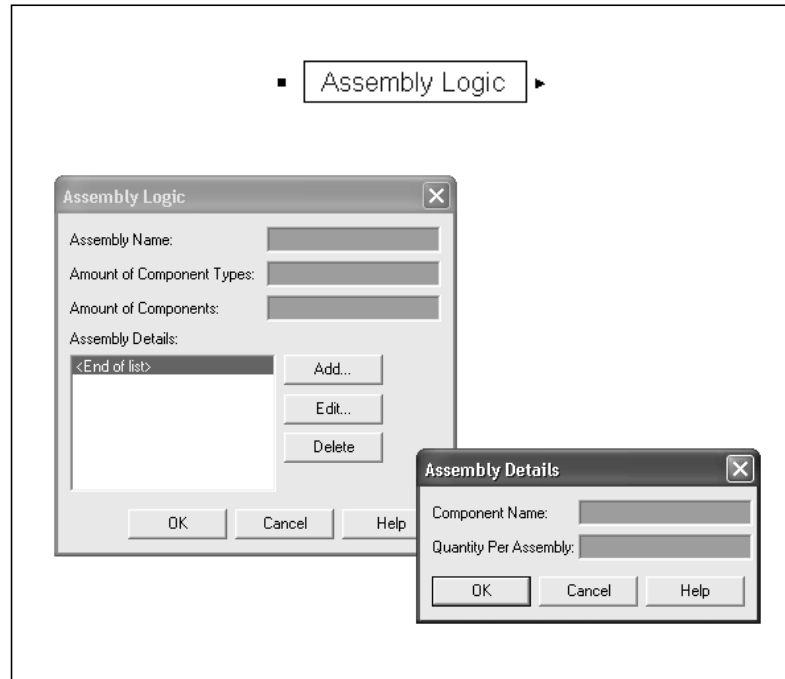 Assembly Logic
Assembly Logic
Assembly Name:
Amount of Component Types:
Amount of Components:
Assembly Details:
<End of list>
Add...
Edit...
Delete
OK Cancel Help
Assembly Details
Component Name:
Quantity Per Assembly:
OK Cancel Help